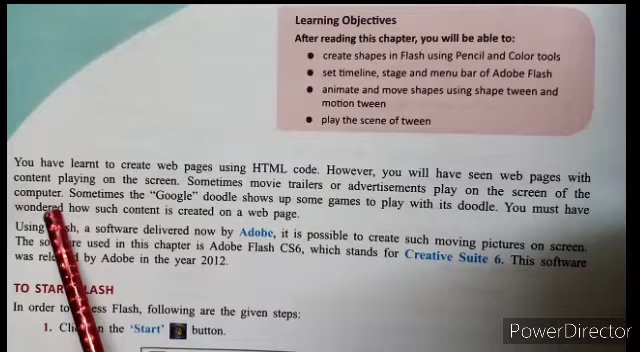 Learning Objectives
After reading this chapter, you will be able to:
● create shapes in Flash using Pencil and Color tools
● set timeline, stage and menu bar of Adobe Flash
● animate and move shapes using shape tween and
motion tween
● play the scene of tween
You have learnt to create web pages using HTML code. However, you will have seen web pages with
content playing on the screen. Sometimes movie trailers or advertisements play on the screen of the
computer. Sometimes the "Google" doodle shows up some games to play with its doodle. You must have
wondered how such content is created on a web page.
Using sh, a software delivered now by Adobe, it is possible to create such moving pictures on screen.
The so re used in this chapter is Adobe Flash CS6, which stands for Creative Suite 6. This software
was rele d by Adobe in the year 2012.
TO STAR LASH
In order to ess Flash, following are the given steps:
1. Cli n the 'Start' button.
PowerDirector